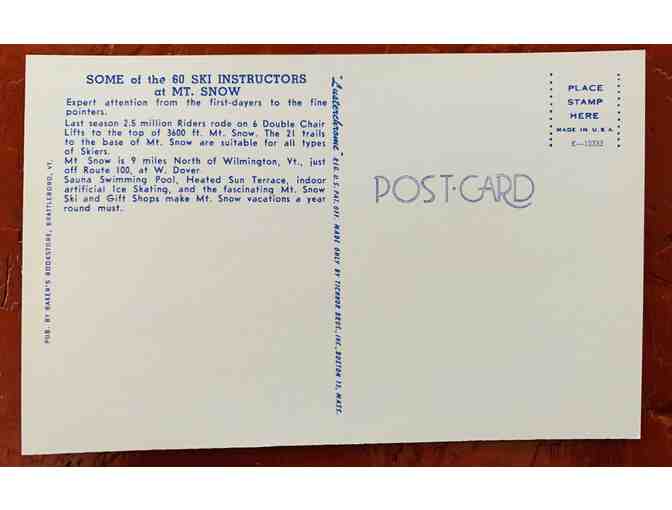 SOME of the 60 SKI INSTRUCTORS
at MT. SNOW
Expert attention from the first-dayers to the fine
pointers.
Last season 2.5 million Riders rode on 6 Double Chair
Lifts to the top of 3600 ft. Mt. Snow. The 21 trails
to the base of Mt. Snow are suitable for all types
of Skiers.
Mt Snow is 9 miles North of Wilmington, Vt., just
off Route 100, at W. Dover
Sauna Swimming Pool, Heated Sun Terrace, indoor
artificial Ice Skating, and the fascinating Mt. Snow
Ski and Gift Shops make Mt. Snow vacations a year
round must.
PUB. BY BAKER'S BOOKSTORE, BRATTLEBORO, VT.
"Lusterchrome" REG. U.S. PAT. OFF. MADE ONLY BY TICHNOR BROS., INC., BOSTON 15, MASS.
POST-CARD
PLACE
STAMP
HERE
MADE IN U.S.A.